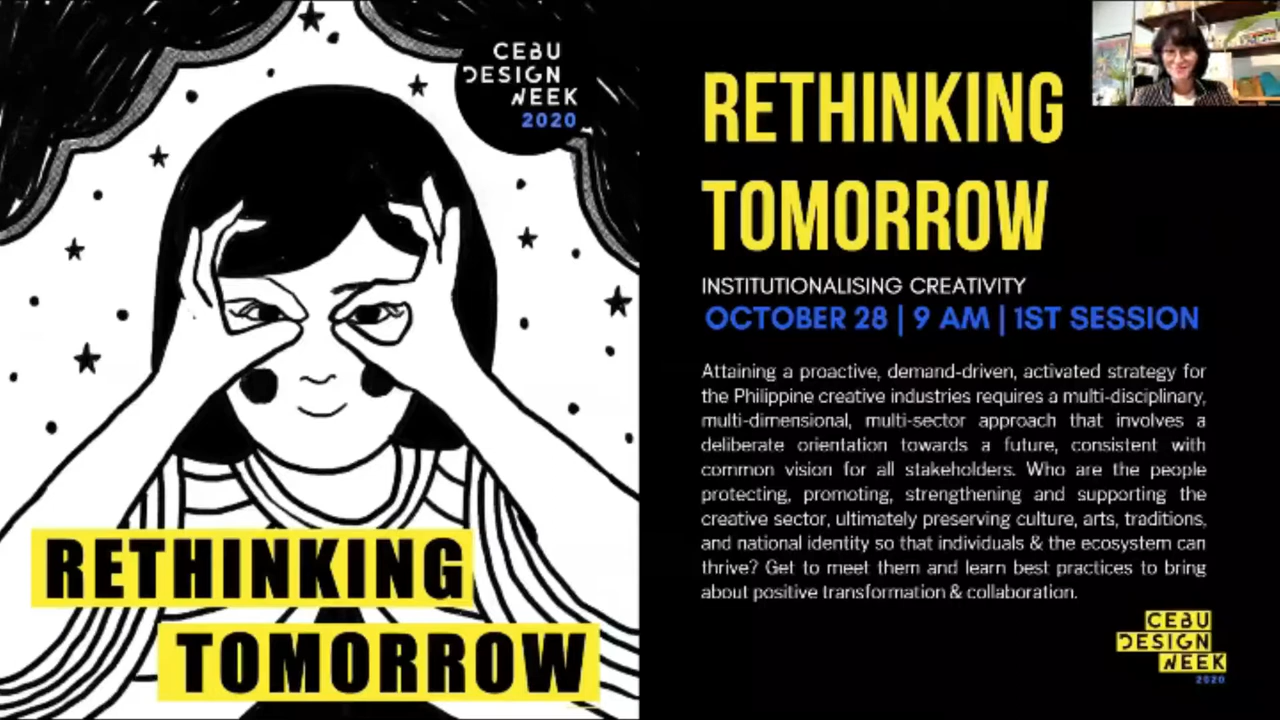 CEBU
DESIGN
WEEK
2020
RETHINKING
TOMORROW
RETHINKING
TOMORROW
INSTITUTIONALISING CREATIVITY
OCTOBER 28 | 9 AM | 1ST SESSION
Attaining a proactive, demand-driven, activated strategy for
the Philippine creative industries requires a multi-disciplinary,
multi-dimensional, multi-sector approach that involves a
deliberate orientation towards a future, consistent with
common vision for all stakeholders. Who are the people
protecting, promoting, strengthening and supporting the
creative sector, ultimately preserving culture, arts, traditions,
and national identity so that individuals & the ecosystem can
thrive? Get to meet them and learn best practices to bring
about positive transformation & collaboration.
CEBU
DESIGN
WEEK
2020